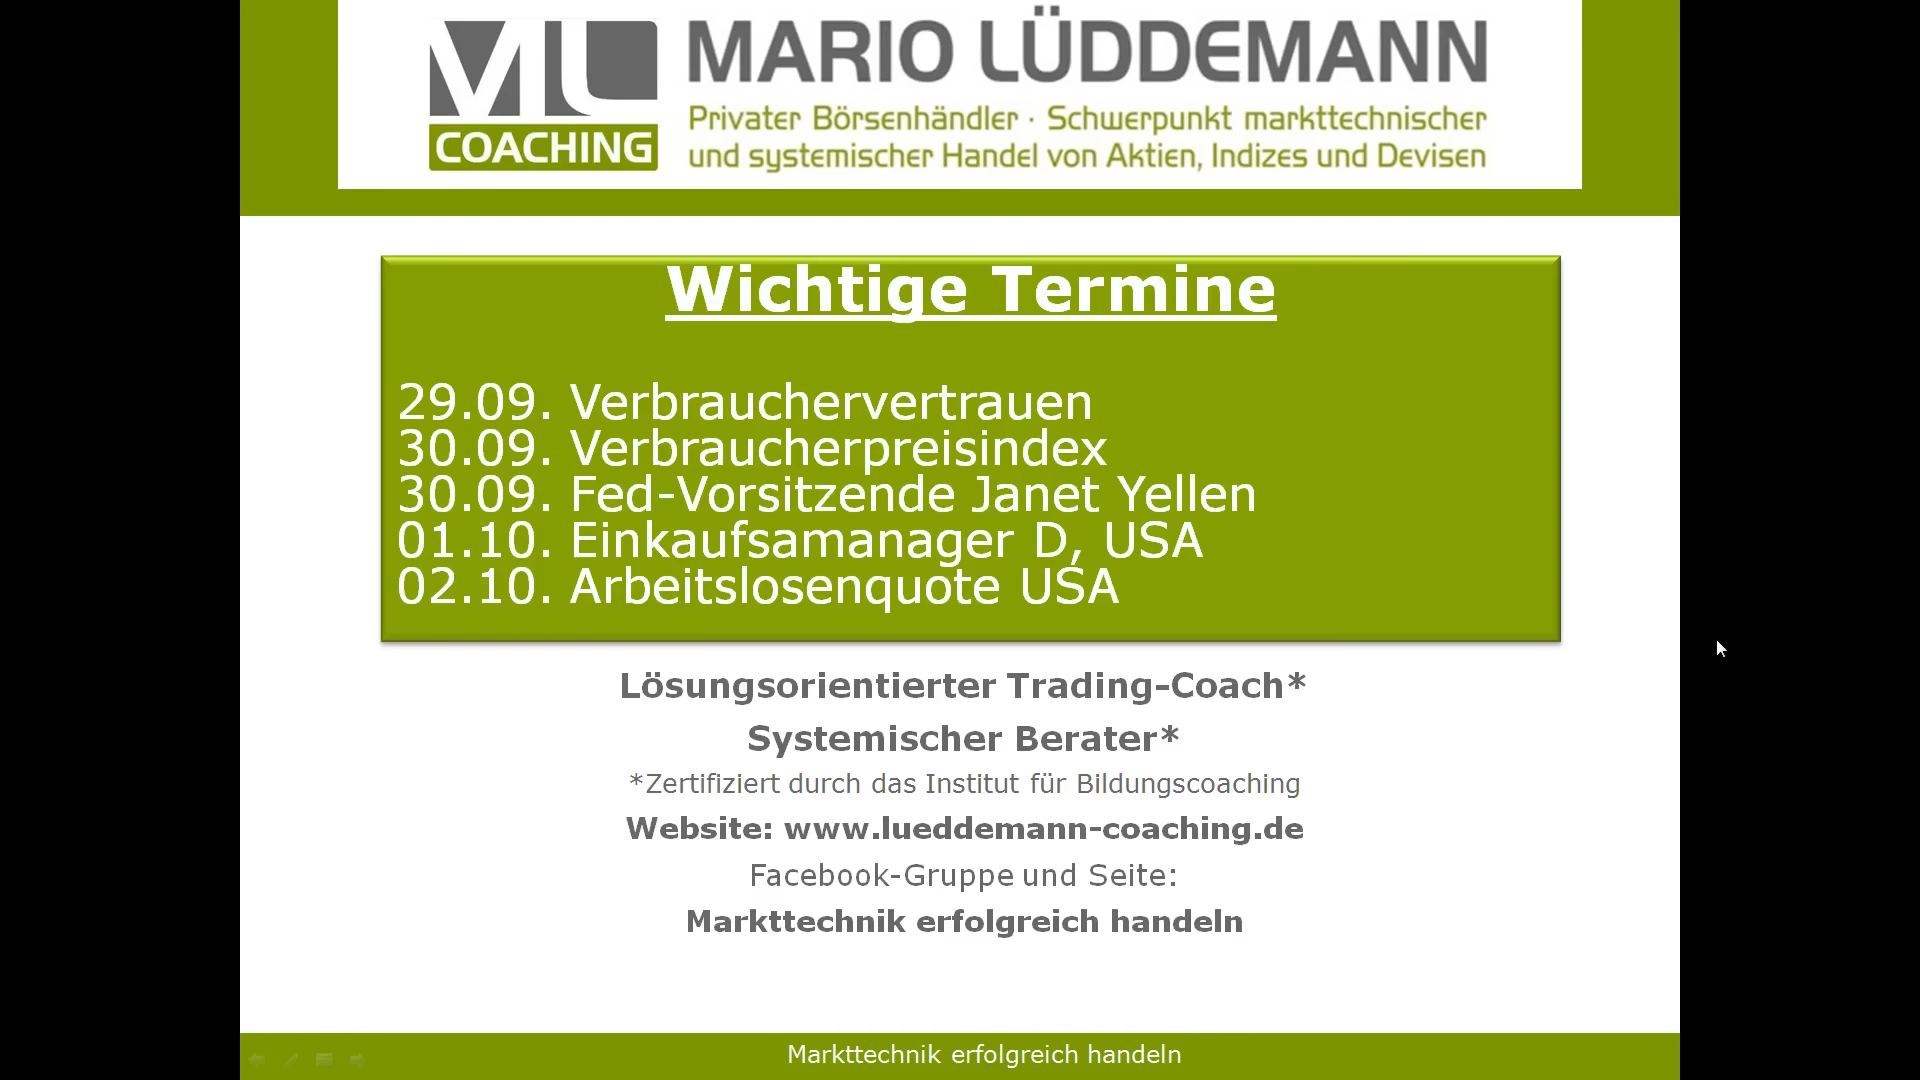 ML
COACHING
MARIO LÜDDEMANN
Privater Börsenhändler · Schwerpunkt markttechnischer
und systemischer Handel von Aktien, Indizes und Devisen
Wichtige Termine
29.09. Verbrauchervertrauen
30.09. Verbraucherpreisindex
30.09. Fed-Vorsitzende Janet Yellen
01.10. Einkaufsamanager D, USA
02.10. Arbeitslosenquote USA
Lösungsorientierter Trading-Coach*
Systemischer Berater*
*Zertifiziert durch das Institut für Bildungscoaching
Website: www.lueddemann-coaching.de
Facebook-Gruppe und Seite:
Markttechnik erfolgreich handeln
Markttechnik erfolgreich handeln